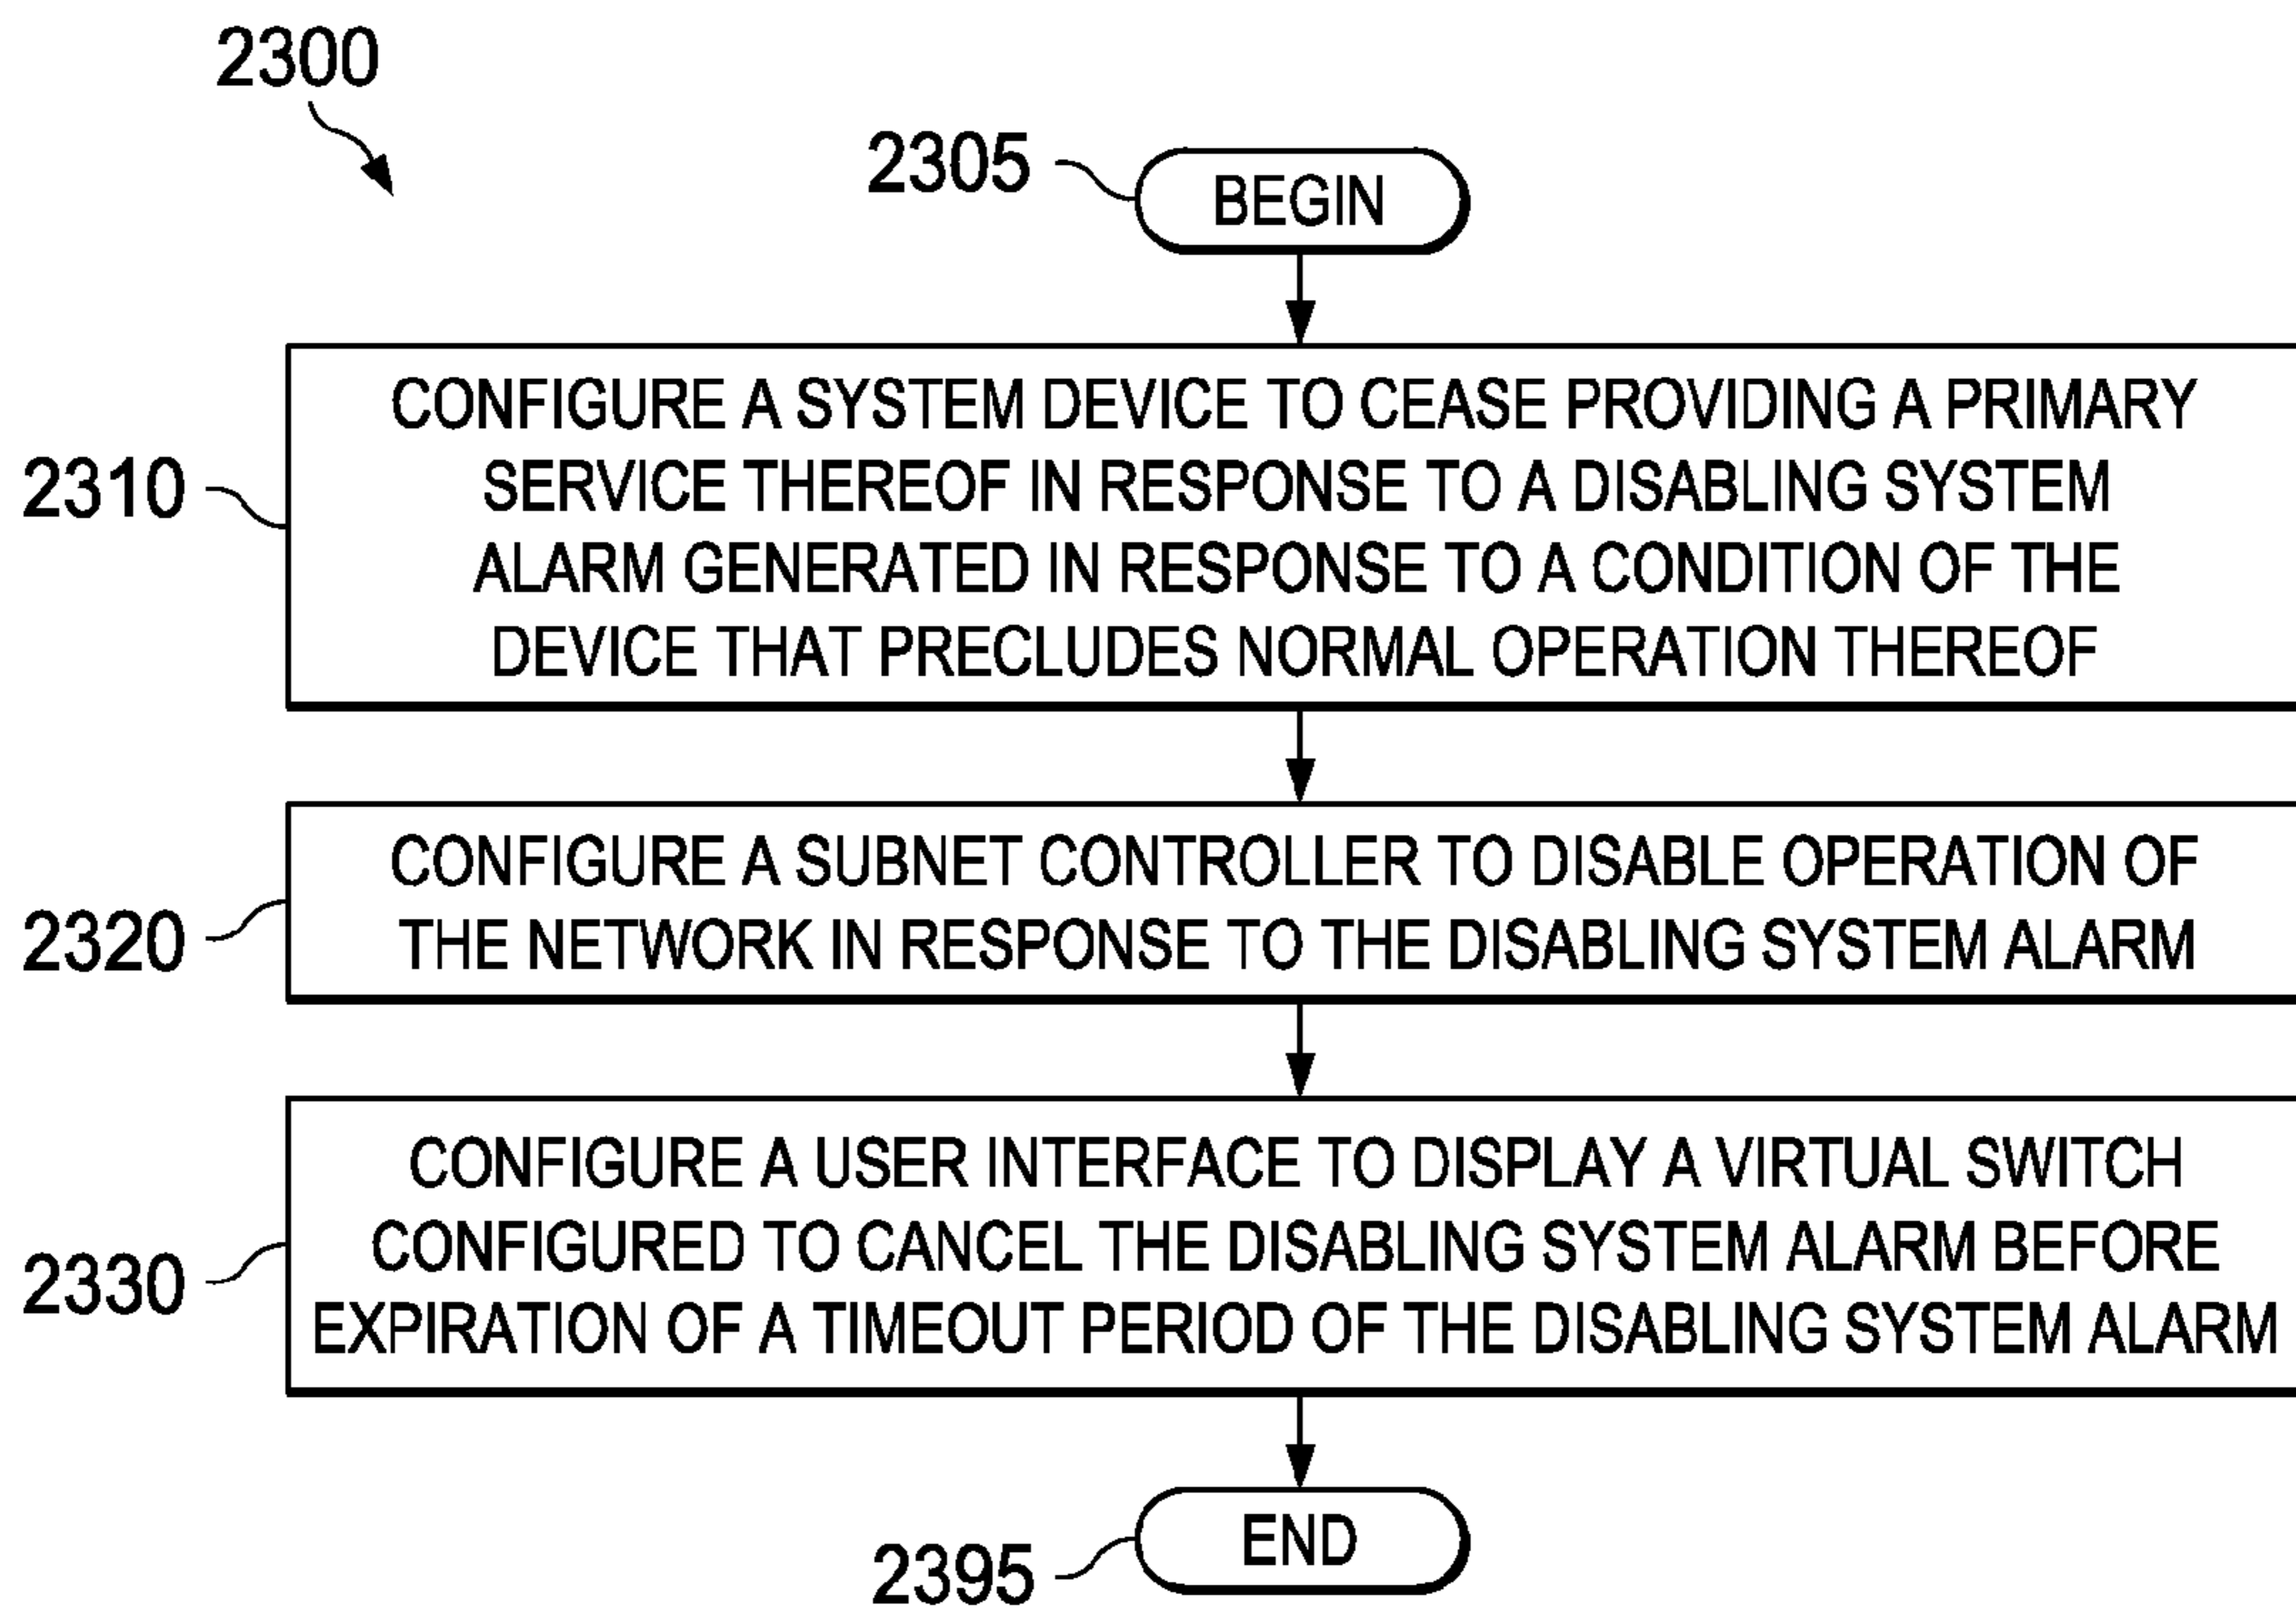 2300
2305
BEGIN
2310
CONFIGURE A SYSTEM DEVICE TO CEASE PROVIDING A PRIMARY
SERVICE THEREOF IN RESPONSE TO A DISABLING SYSTEM
ALARM GENERATED IN RESPONSE TO A CONDITION OF THE
DEVICE THAT PRECLUDES NORMAL OPERATION THEREOF
2320
CONFIGURE A SUBNET CONTROLLER TO DISABLE OPERATION OF
THE NETWORK IN RESPONSE TO THE DISABLING SYSTEM ALARM
2330
CONFIGURE A USER INTERFACE TO DISPLAY A VIRTUAL SWITCH
CONFIGURED TO CANCEL THE DISABLING SYSTEM ALARM BEFORE
EXPIRATION OF A TIMEOUT PERIOD OF THE DISABLING SYSTEM ALARM
2395
END